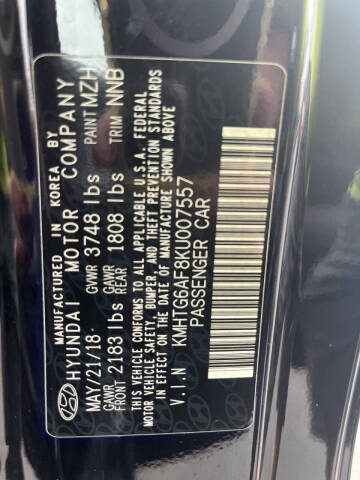 MANUFACTURED IN KOREA BY
HYUNDAI MOTOR COMPANY
MAY/21/18 GVWR 3748 lbs PAINT MZH
GAWR FRONT 2183 lbs GAWR REAR 1808 lbs TRIM NNB
THIS VEHICLE CONFORMS TO ALL APPLICABLE U.S.A. FEDERAL
MOTOR VEHICLE SAFETY, BUMPER, AND THEFT PREVENTION STANDARDS
IN EFFECT ON THE DATE OF MANUFACTURE SHOWN ABOVE
V.I.N KMHTG6AF8KU007557
PASSENGER CAR